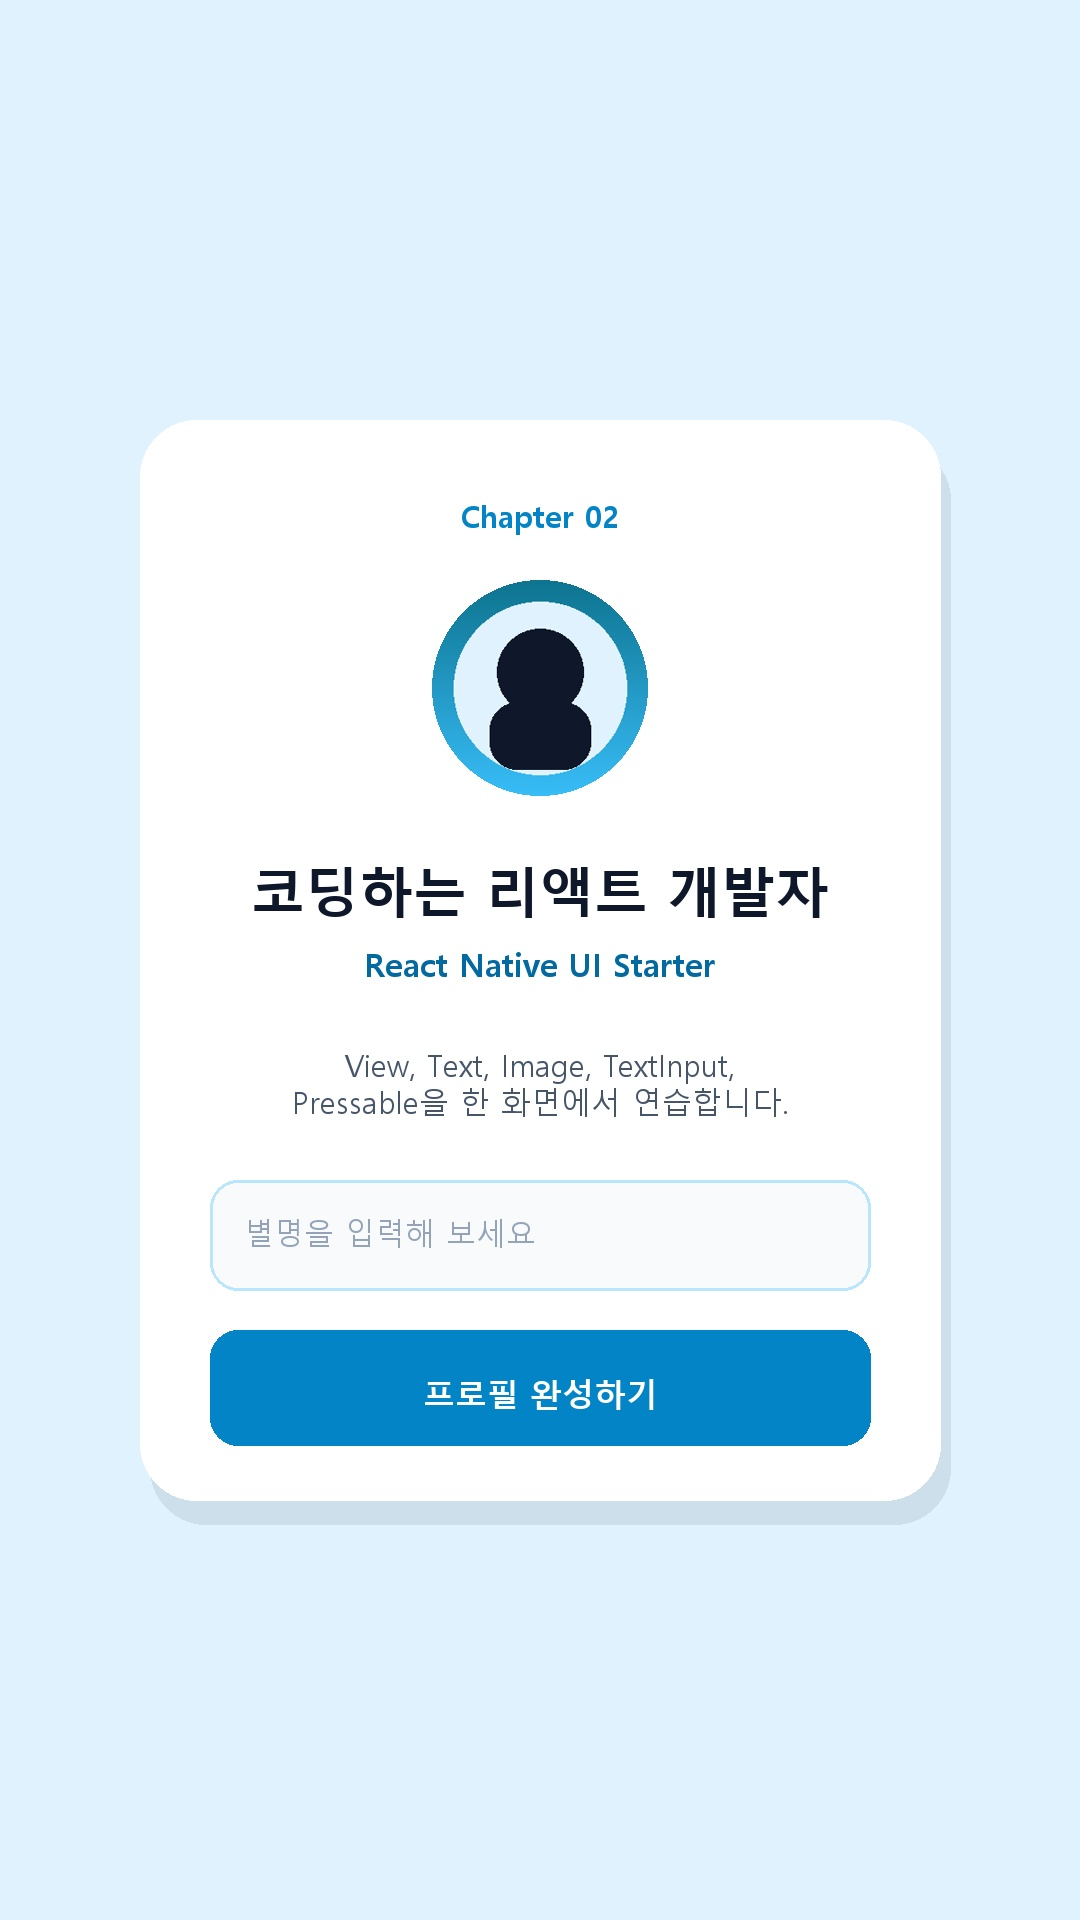 Chapter 02
코딩하는 리액트 개발자
React Native UI Starter
View, Text, Image, TextInput,
Pressable을 한 화면에서 연습합니다.
별명을 입력해 보세요
프로필 완성하기